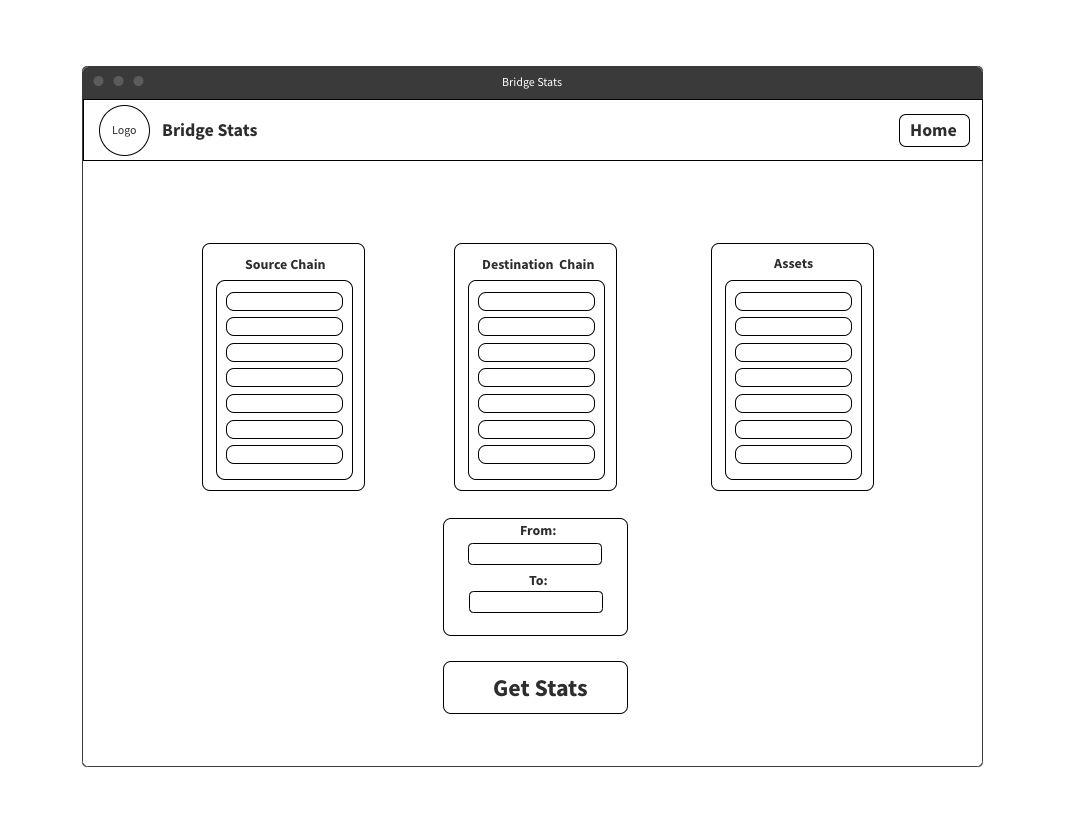 Bridge Stats
Logo
Bridge Stats
Home
Source Chain
Destination  Chain
Assets
From:
To:
Get Stats